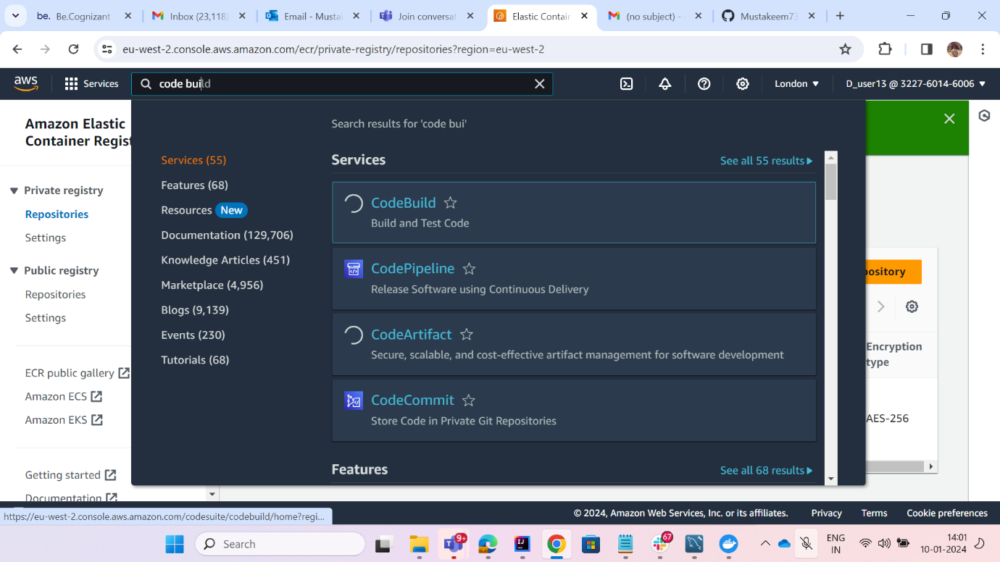 be. Be.Cognizant
Inbox (23,118)
Email - Musta
Join conversat
Elastic Contain
(no subject) -
Mustakeem73
eu-west-2.console.aws.amazon.com/ecr/private-registry/repositories?region=eu-west-2
aws
Services
code build
London
D_user13 @ 3227-6014-6006
Amazon Elastic
Container Regist
Private registry
Repositories
Settings
Public registry
Repositories
Settings
ECR public gallery
Amazon ECS
Amazon EKS
Getting started
Documentation
Search results for 'code bui'
Services (55)
Features (68)
Resources New
Documentation (129,706)
Knowledge Articles (451)
Marketplace (4,956)
Blogs (9,139)
Events (230)
Tutorials (68)
Services
See all 55 results
CodeBuild
Build and Test Code
CodePipeline
Release Software using Continuous Delivery
CodeArtifact
Secure, scalable, and cost-effective artifact management for software development
CodeCommit
Store Code in Private Git Repositories
Features
See all 68 results
pository
Encryption
type
AES-256
https://eu-west-2.console.aws.amazon.com/codesuite/codebuild/home?regi...
© 2024, Amazon Web Services, Inc. or its affiliates.
Privacy
Terms
Cookie preferences
Search
9+
67
ENG
IN
14:01
10-01-2024